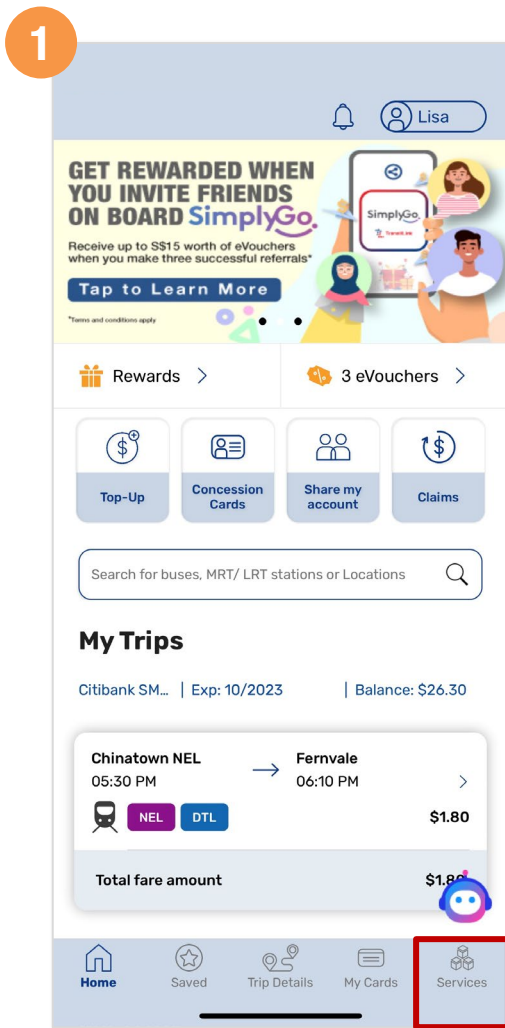 1
Lisa
GET REWARDED WHEN
YOU INVITE FRIENDS
ON BOARD SimplyGo.
Receive up to S$15 worth of eVouchers
when you make three successful referrals*
Tap to Learn More
*Terms and conditions apply
SimplyGo
TransitLink
Rewards
3 eVouchers
Top-Up
Concession
Cards
Share my
account
Claims
Search for buses, MRT/ LRT stations or Locations
My Trips
Citibank SM... | Exp: 10/2023 | Balance: $26.30
Chinatown NEL
Fernvale
05:30 PM
06:10 PM
NEL DTL
$1.80
Total fare amount
Home
Saved
Trip Details
My Cards
Services